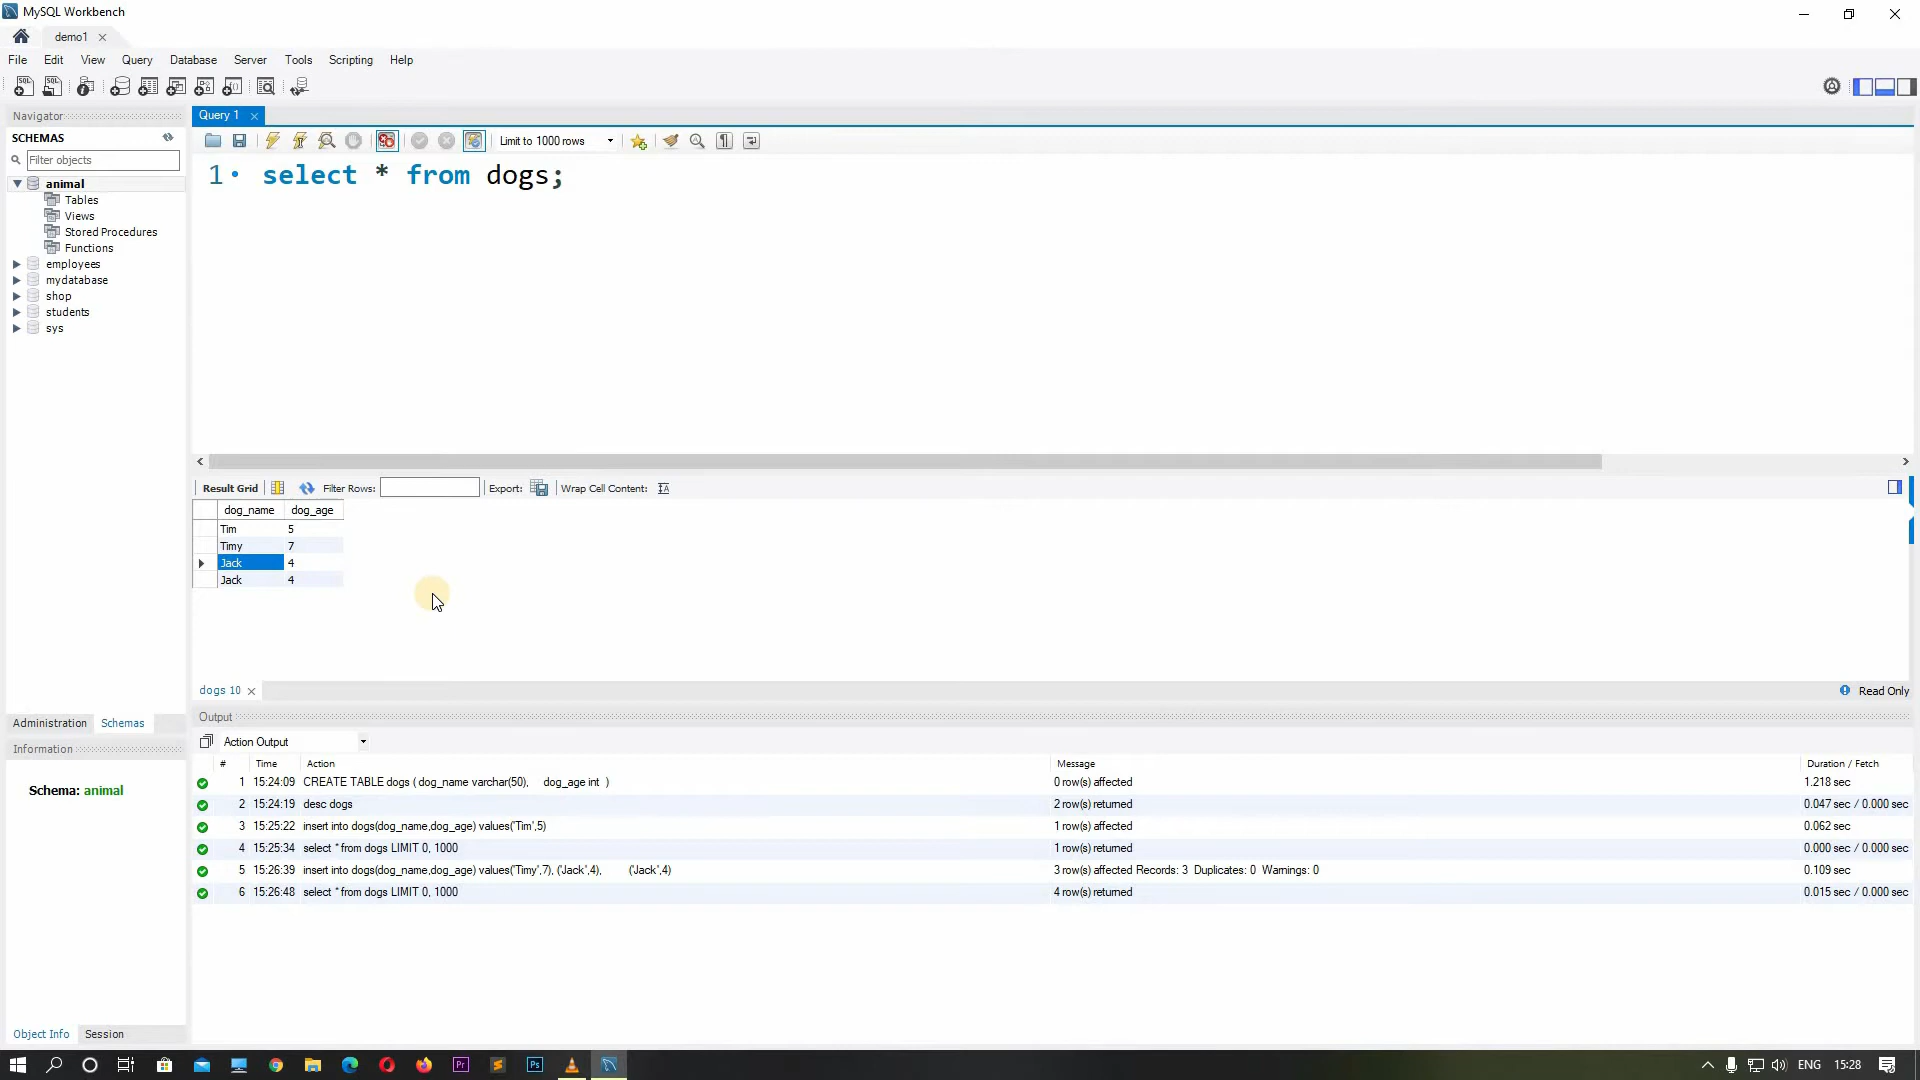 MySQL Workbench
demo1
File Edit View Query Database Server Tools Scripting Help
Navigator
SCHEMAS
Filter objects
animal
Tables
Views
Stored Procedures
Functions
employees
mydatabase
shop
students
sys
Administration Schemas
Information
Schema: animal
Object Info Session
Query 1
Limit to 1000 rows
1 select * from dogs;
Result Grid Filter Rows: Export: Wrap Cell Content:
dog_name dog_age
Tim 5
Timy 7
Jack 4
Jack 4
dogs 10 Read Only
Output
Action Output
# Time Action Message Duration / Fetch
1 15:24:09 CREATE TABLE dogs ( dog_name varchar(50), dog_age int ) 0 row(s) affected 1.218 sec
2 15:24:19 desc dogs 2 row(s) returned 0.047 sec / 0.000 sec
3 15:25:22 insert into dogs(dog_name,dog_age) values('Tim',5) 1 row(s) affected 0.062 sec
4 15:25:34 select * from dogs LIMIT 0, 1000 1 row(s) returned 0.000 sec / 0.000 sec
5 15:26:39 insert into dogs(dog_name,dog_age) values('Timy',7), ('Jack',4), ('Jack',4) 3 row(s) affected Records: 3 Duplicates: 0 Warnings: 0 0.109 sec
6 15:26:48 select * from dogs LIMIT 0, 1000 4 row(s) returned 0.015 sec / 0.000 sec
Pr Ps ENG 15:28